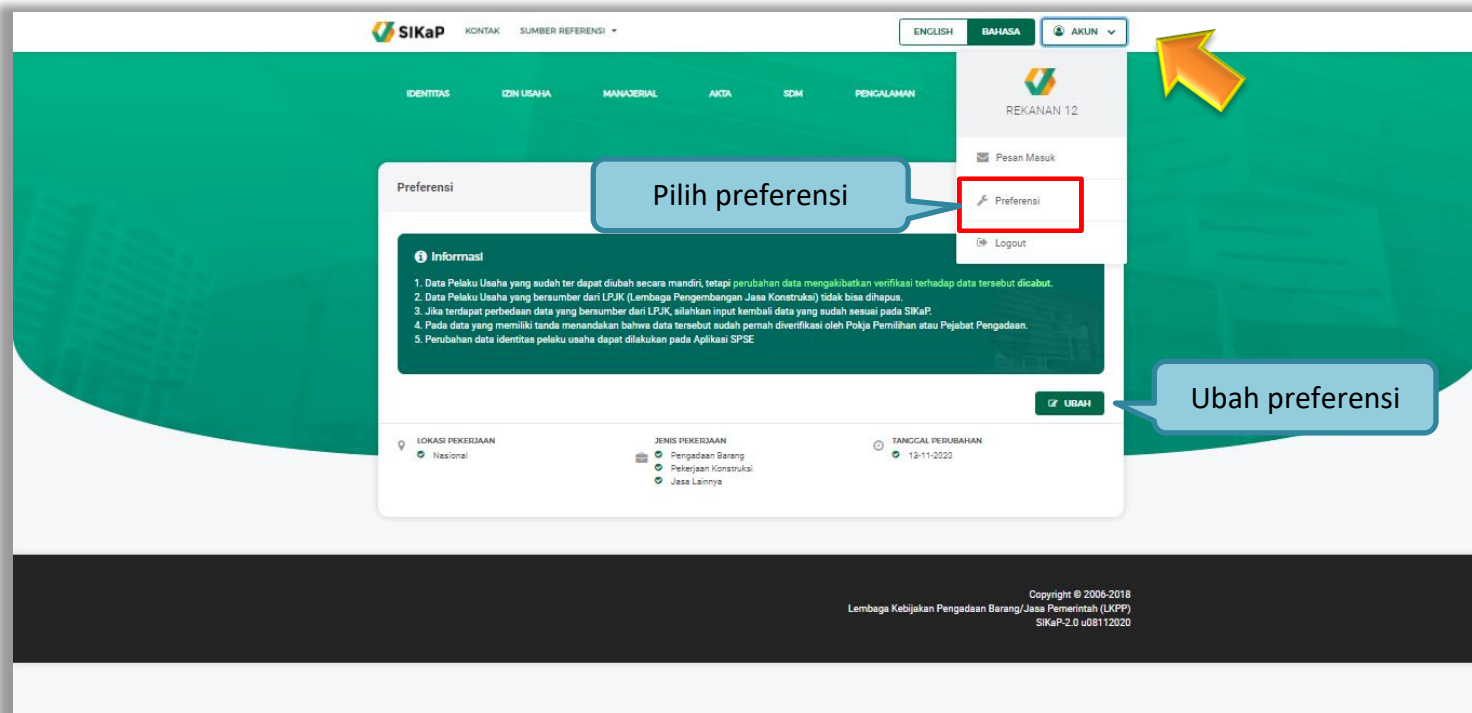 SIKaP KONTAK SUMBER REFERENSI ENGLISH BAHASA AKUN
IDENTITAS IZIN USAHA MANAJERIAL AKTA SDM PENGALAMAN
REKANAN 12
Pesan Masuk
Preferensi
Logout
Preferensi
Pilih preferensi
Informasi
1. Data Pelaku Usaha yang sudah ter dapat diubah secara mandiri, tetapi perubahan data mengakibatkan verifikasi terhadap data tersebut dicabut.
2. Data Pelaku Usaha yang bersumber dari LPJK (Lembaga Pengembangan Jasa Konstruksi) tidak bisa dihapus.
3. Jika terdapat perbedaan data yang bersumber dari LPJK, silahkan input kembali data yang sudah sesuai pada SIKaP.
4. Pada data yang memiliki tanda menandakan bahwa data tersebut sudah pernah diverifikasi oleh Pokja Pemilihan atau Pejabat Pengadaan.
5. Perubahan data identitas pelaku usaha dapat dilakukan pada Aplikasi SPSE
UBAH
Ubah preferensi
LOKASI PEKERJAAN
Nasional
JENIS PEKERJAAN
Pengadaan Barang
Pekerjaan Konstruksi
Jasa Lainnya
TANGGAL PERUBAHAN
13-11-2020
Copyright © 2006-2018
Lembaga Kebijakan Pengadaan Barang/Jasa Pemerintah (LKPP)
SIKaP-2.0 u08112020